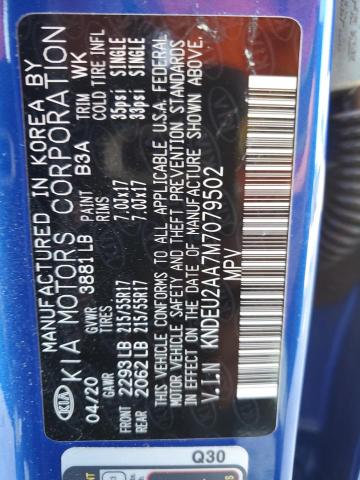 MANUFACTURED IN KOREA BY
KIA MOTORS CORPORATION
KIA
04/20 GVWR 3881 LB PAINT B3A TRIM WK
GAWR RIMS COLD TIRE INFL
FRONT 2293 LB 215/55R17 7.0Jx17 35psi SINGLE
REAR 2062 LB 215/55R17 7.0Jx17 33psi SINGLE
THIS VEHICLE CONFORMS TO ALL APPLICABLE U.S.A. FEDERAL
MOTOR VEHICLE SAFETY AND THEFT PREVENTION STANDARDS
IN EFFECT ON THE DATE OF MANUFACTURE SHOWN ABOVE.
V.I.N KNDEU2AA7M7079502
MPV
Q30